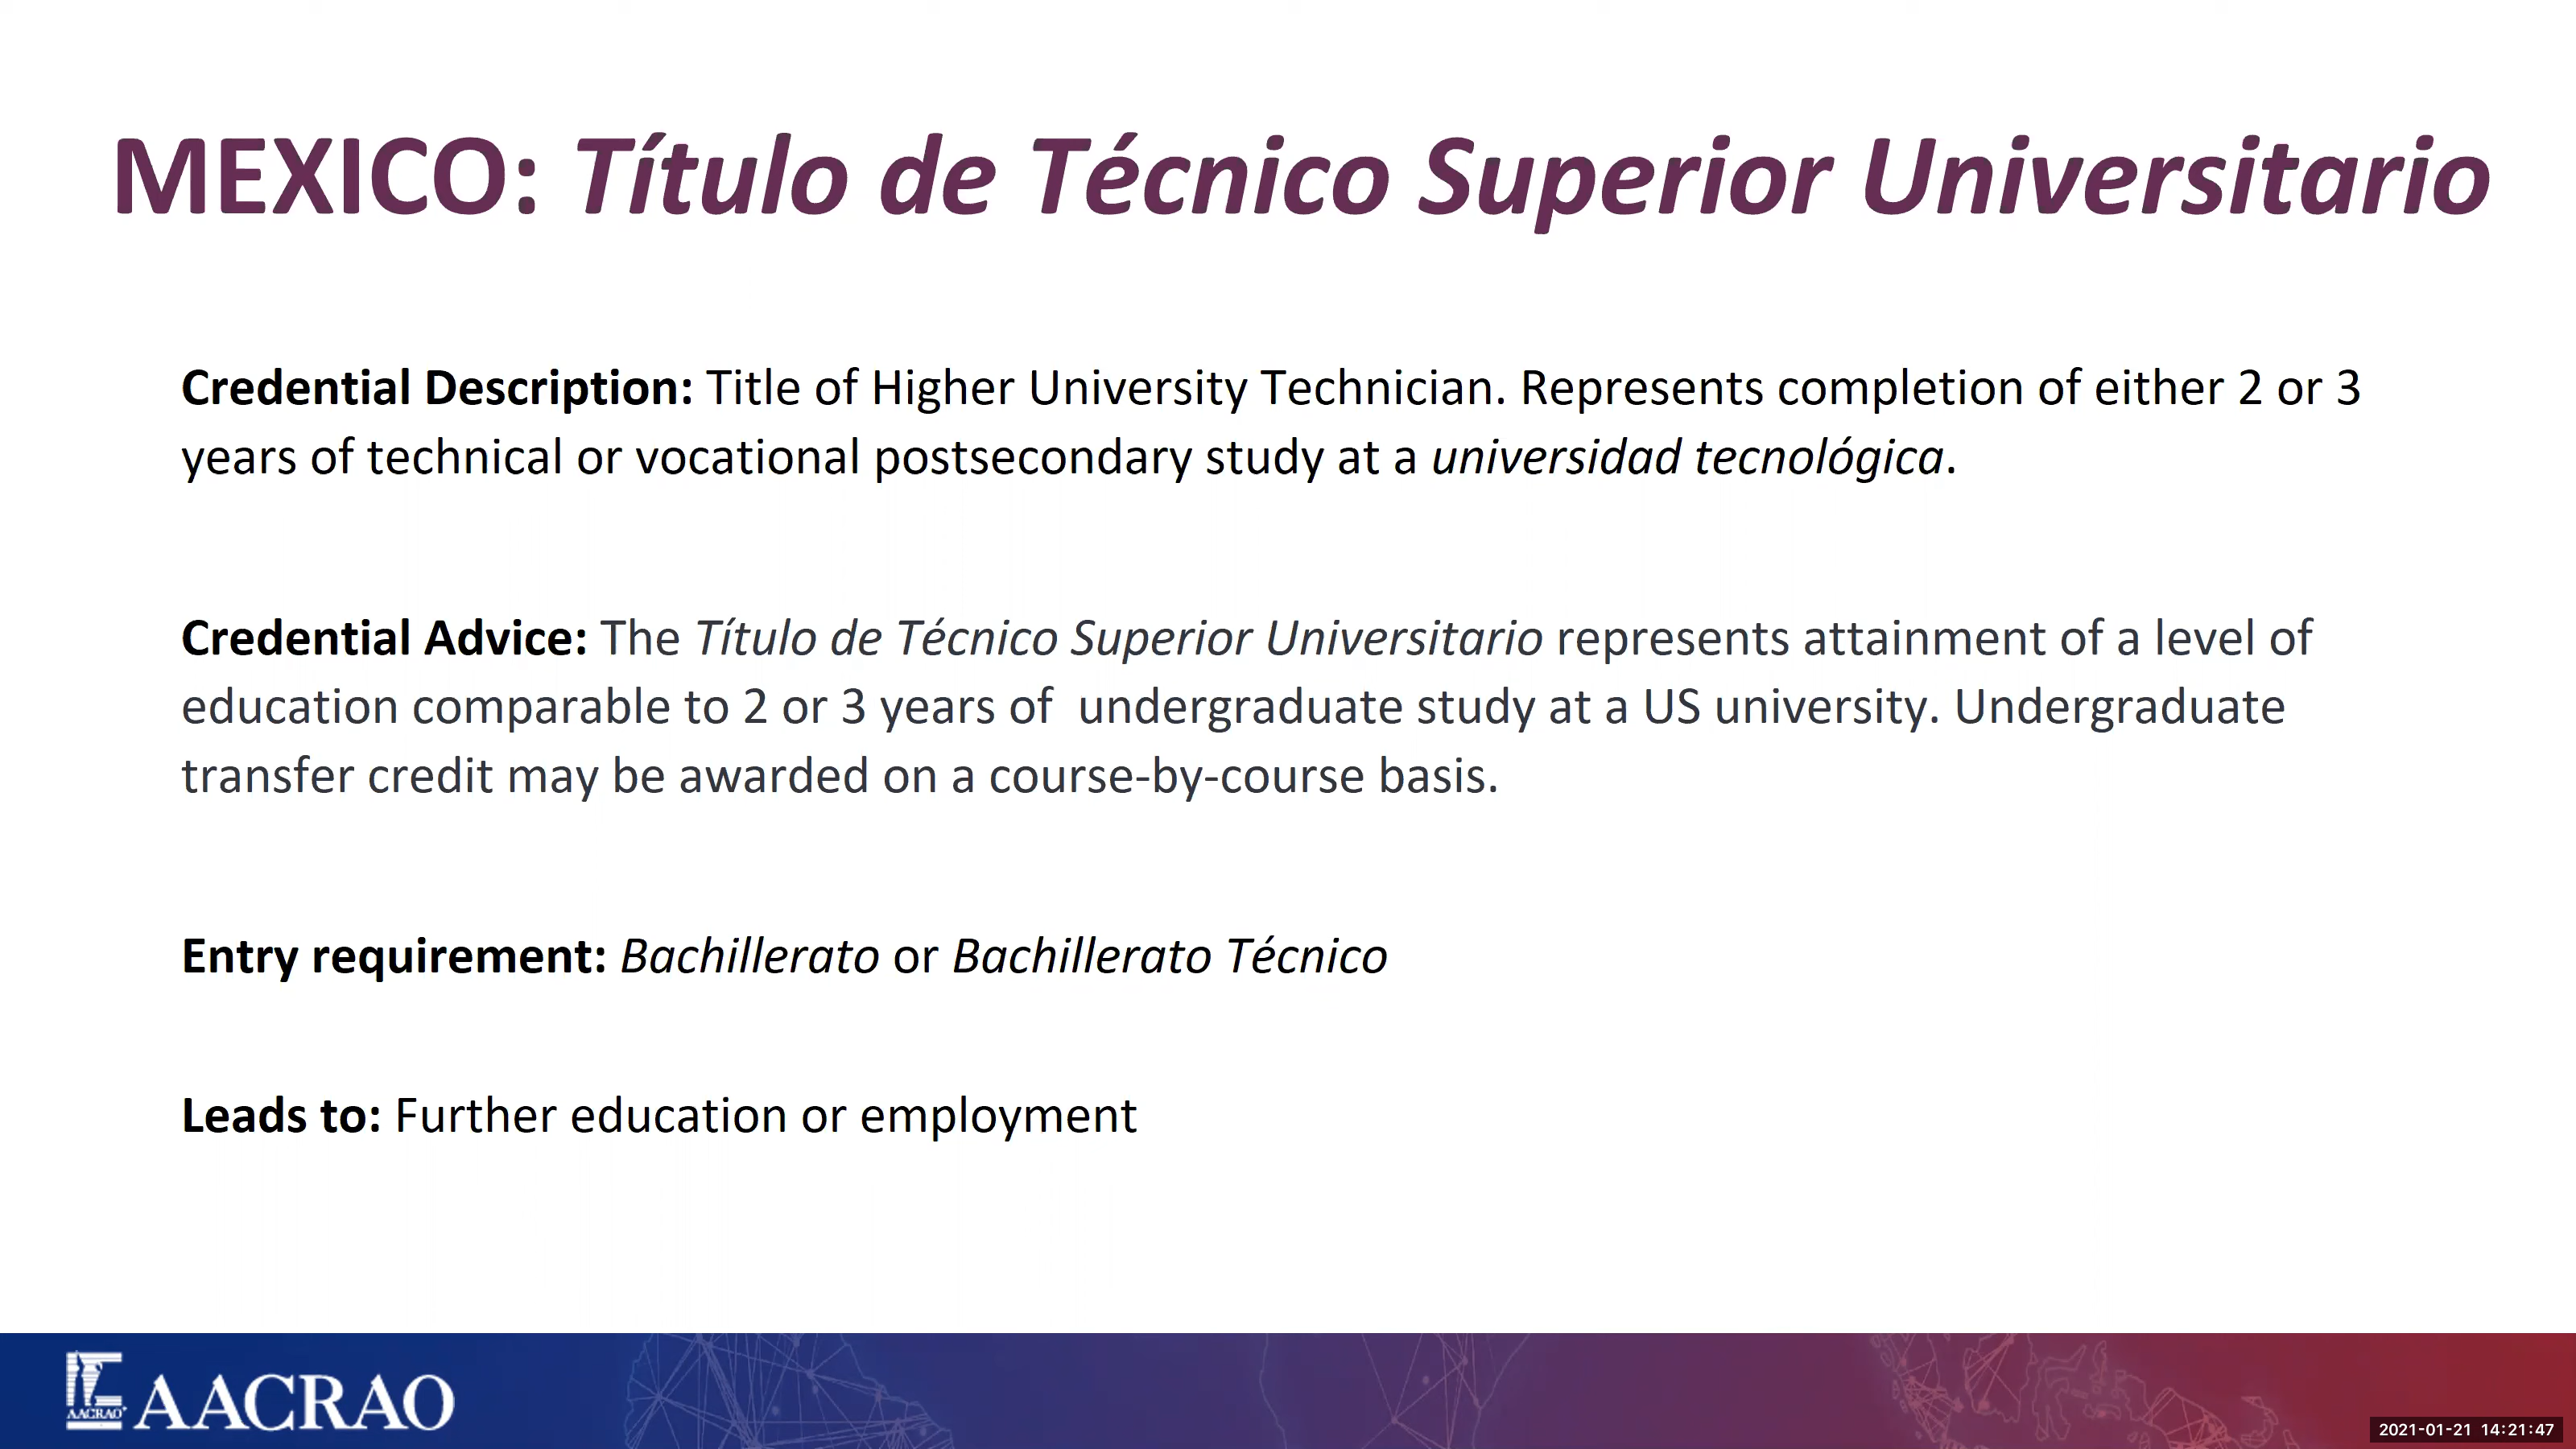 MEXICO: Título de Técnico Superior Universitario
Credential Description: Title of Higher University Technician. Represents completion of either 2 or 3
years of technical or vocational postsecondary study at a universidad tecnológica.
Credential Advice: The Título de Técnico Superior Universitario represents attainment of a level of
education comparable to 2 or 3 years of  undergraduate study at a US university. Undergraduate
transfer credit may be awarded on a course-by-course basis.
Entry requirement: Bachillerato or Bachillerato Técnico
Leads to: Further education or employment
AACRAO
AACRAO
2021-01-21 14:21:47